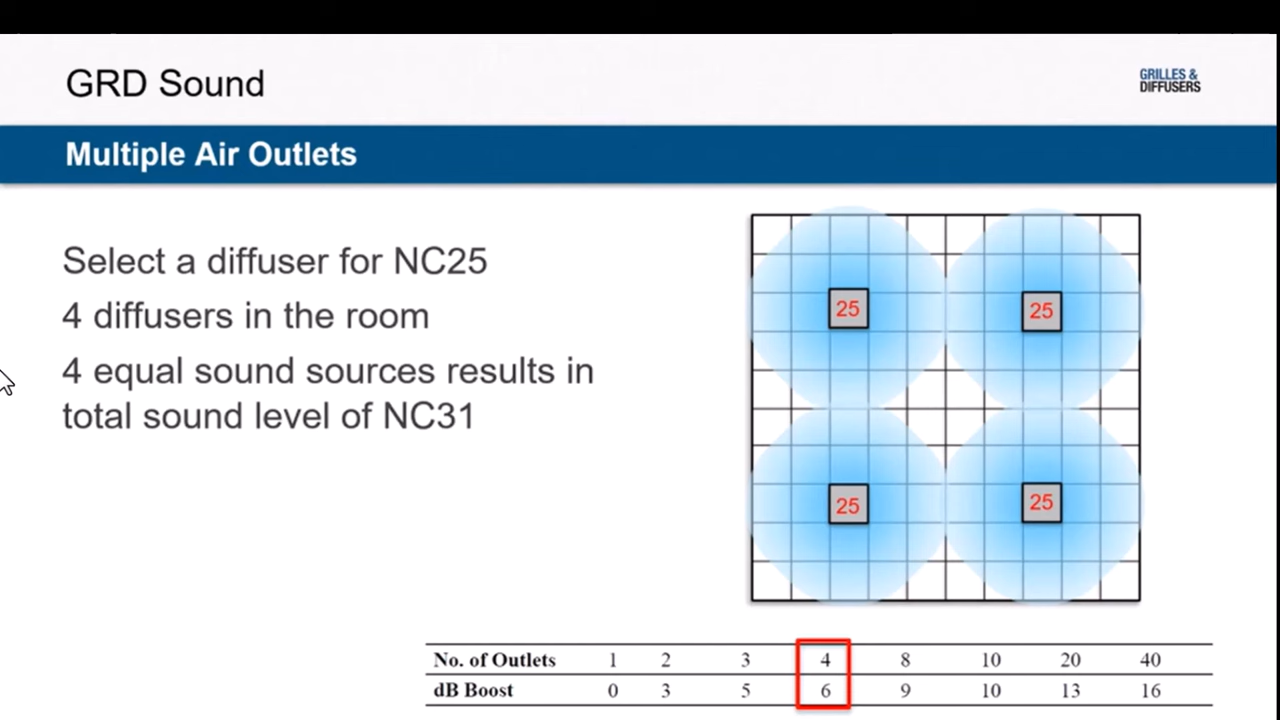 GRD Sound
GRILLES &
DIFFUSERS
Multiple Air Outlets
Select a diffuser for NC25
4 diffusers in the room
4 equal sound sources results in
total sound level of NC31
25 25
25 25
No. of Outlets 1 2 3 4 8 10 20 40
dB Boost 0 3 5 6 9 10 13 16